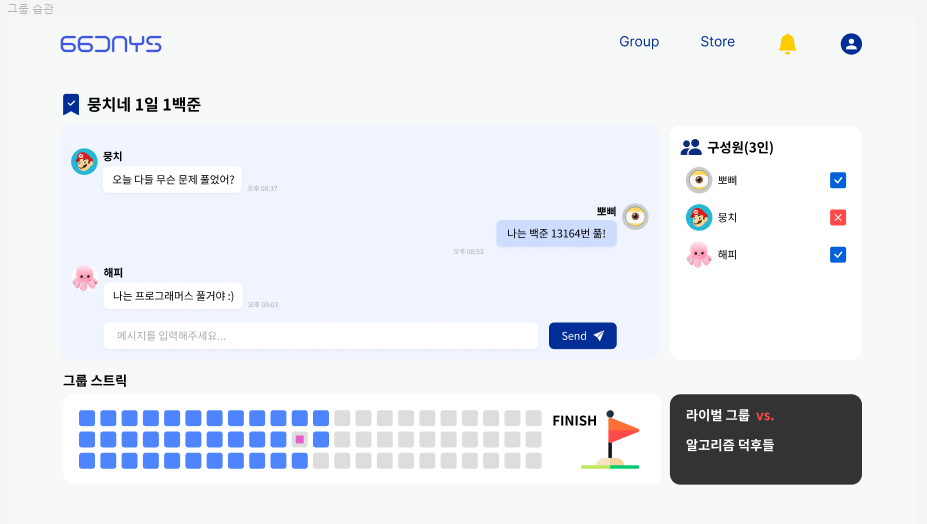 그룹 습관
66DAYS
Group
Store
뭉치네 1일 1백준
뭉치
오늘 다들 무슨 문제 풀었어?
오후 08:37
뽀삐
나는 백준 13164번 풂!
오후 08:53
해피
나는 프로그래머스 풀거야 :)
오후 09:03
메시지를 입력해주세요...
Send
구성원(3인)
뽀삐
뭉치
해피
그룹 스트릭
FINISH
라이벌 그룹 vs.
알고리즘 덕후들